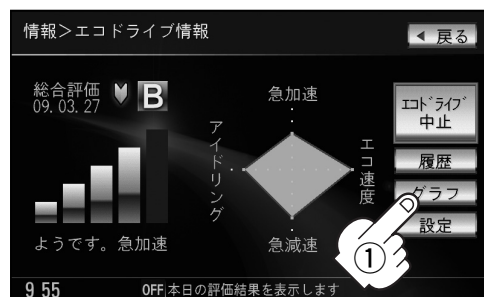 情報>エコドライブ情報
◀ 戻る
総合評価
09.03.27
B
急加速
アイドリング
エコ速度
急減速
ようです。急加速
エコドライブ
中止
履歴
グラフ
設定
①
9 55
OFF 本日の評価結果を表示します